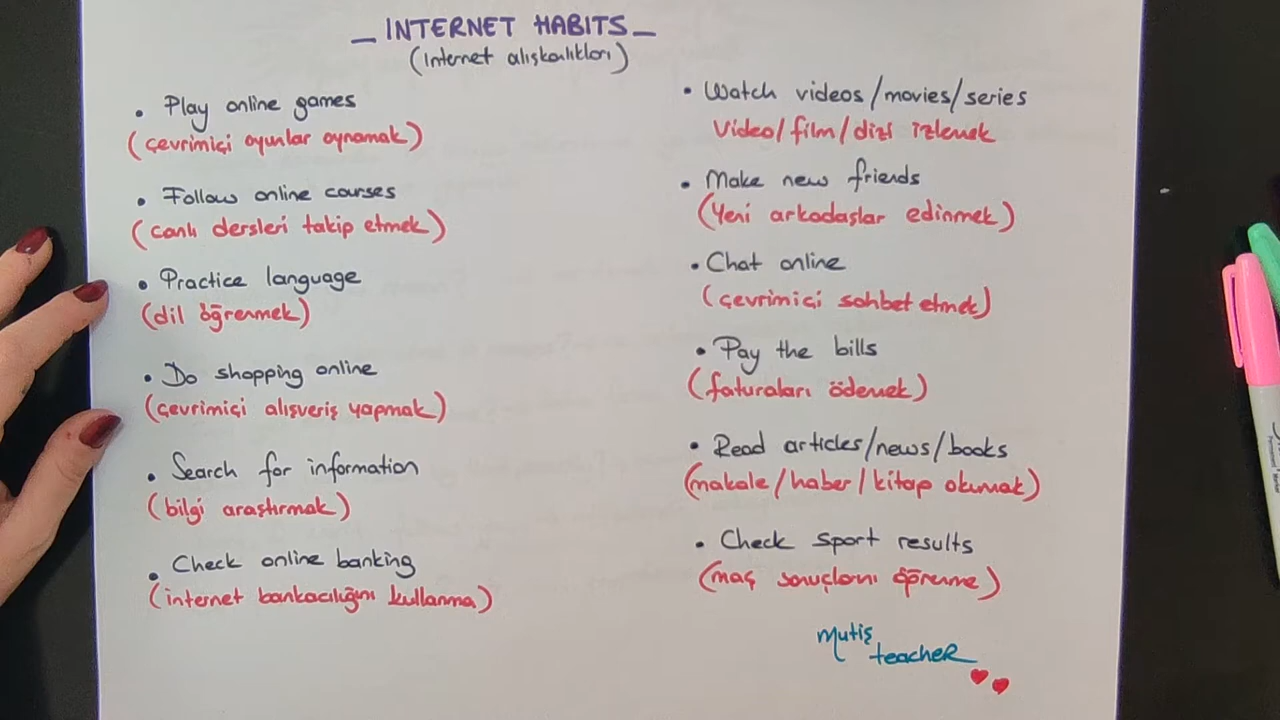 _ INTERNET HABITS _
(Internet alışkanlıkları)
• Play online games
(çevrimiçi oyunlar oynamak)
• Follow online courses
(canlı dersleri takip etmek)
• Practice language
(dil öğrenmek)
• Do shopping online
(çevrimiçi alışveriş yapmak)
• Search for information
(bilgi araştırmak)
• Check online banking
(internet bankacılığını kullanma)
• Watch videos/movies/series
Video/film/dizi izlemek
• Make new friends
(Yeni arkadaşlar edinmek)
• Chat online
(çevrimiçi sohbet etmek)
• Pay the bills
(faturaları ödemek)
• Read articles/news/books
(makale/haber/kitap okumak)
• Check sport results
(maç sonuçlarını öğrenme)
Mutiş
teacher